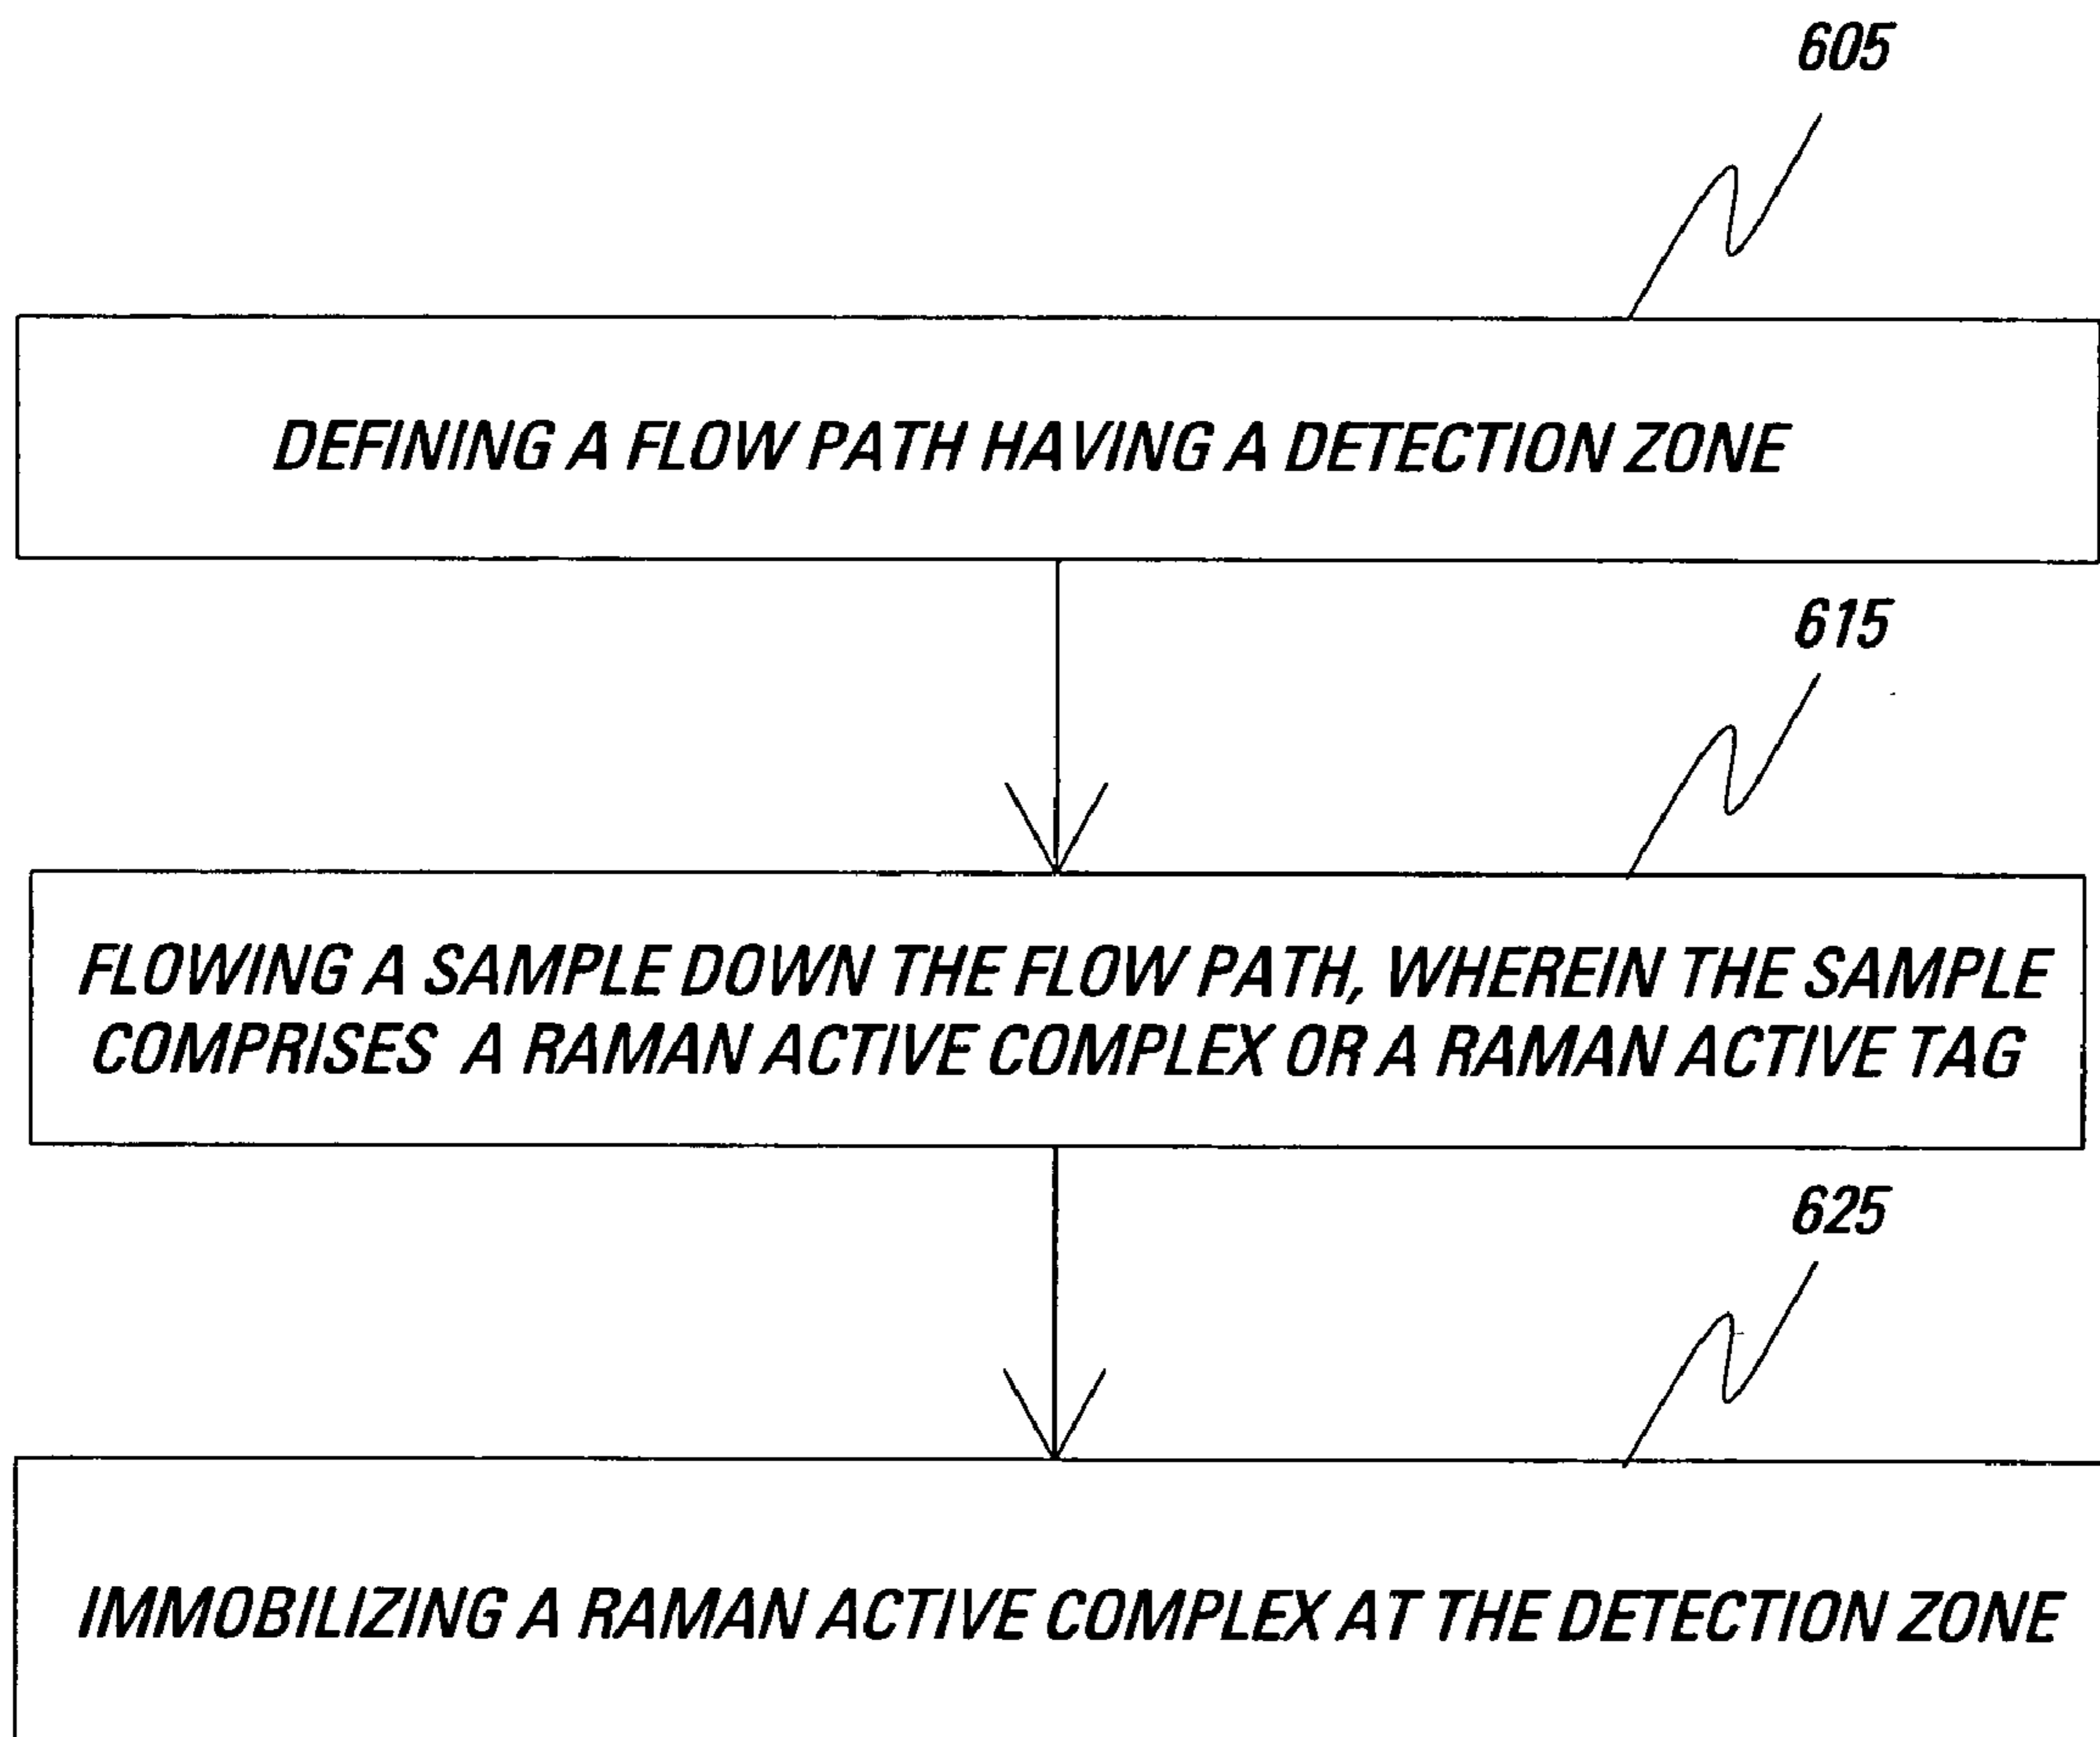 605
DEFINING A FLOW PATH HAVING A DETECTION ZONE
615
FLOWING A SAMPLE DOWN THE FLOW PATH, WHEREIN THE SAMPLE
COMPRISES A RAMAN ACTIVE COMPLEX OR A RAMAN ACTIVE TAG
625
IMMOBILIZING A RAMAN ACTIVE COMPLEX AT THE DETECTION ZONE